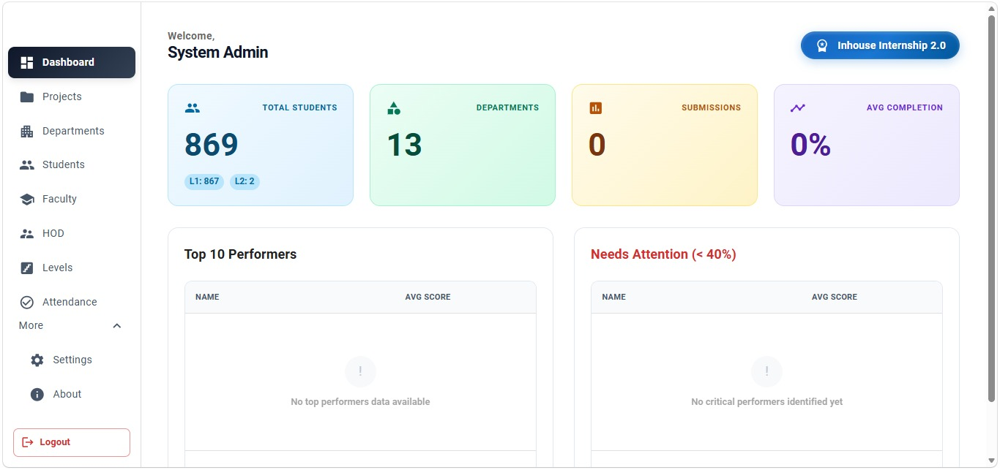 Dashboard
Projects
Departments
Students
Faculty
HOD
Levels
Attendance
More
Settings
About
Logout
Welcome,
System Admin
Inhouse Internship 2.0
TOTAL STUDENTS
869
L1: 867 L2: 2
DEPARTMENTS
13
SUBMISSIONS
0
AVG COMPLETION
0%
Top 10 Performers
NAME AVG SCORE
!
No top performers data available
Needs Attention (< 40%)
NAME AVG SCORE
!
No critical performers identified yet